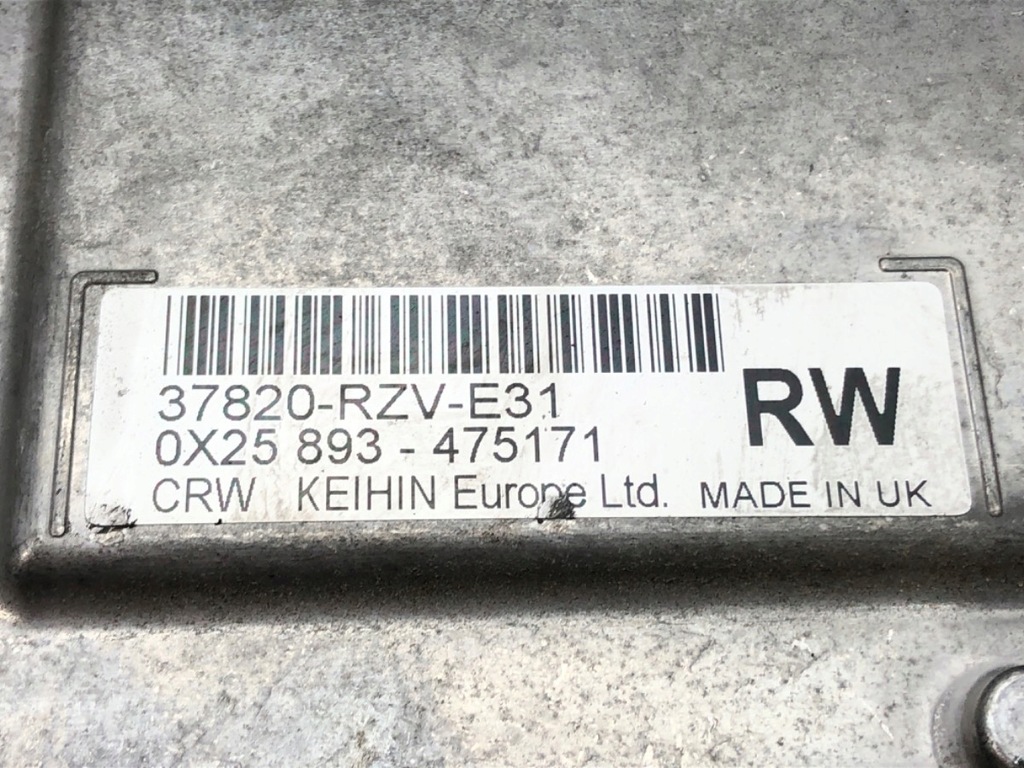 37820-RZV-E31
RW
0X25 893 - 475171
CRW KEIHIN Europe Ltd. MADE IN UK